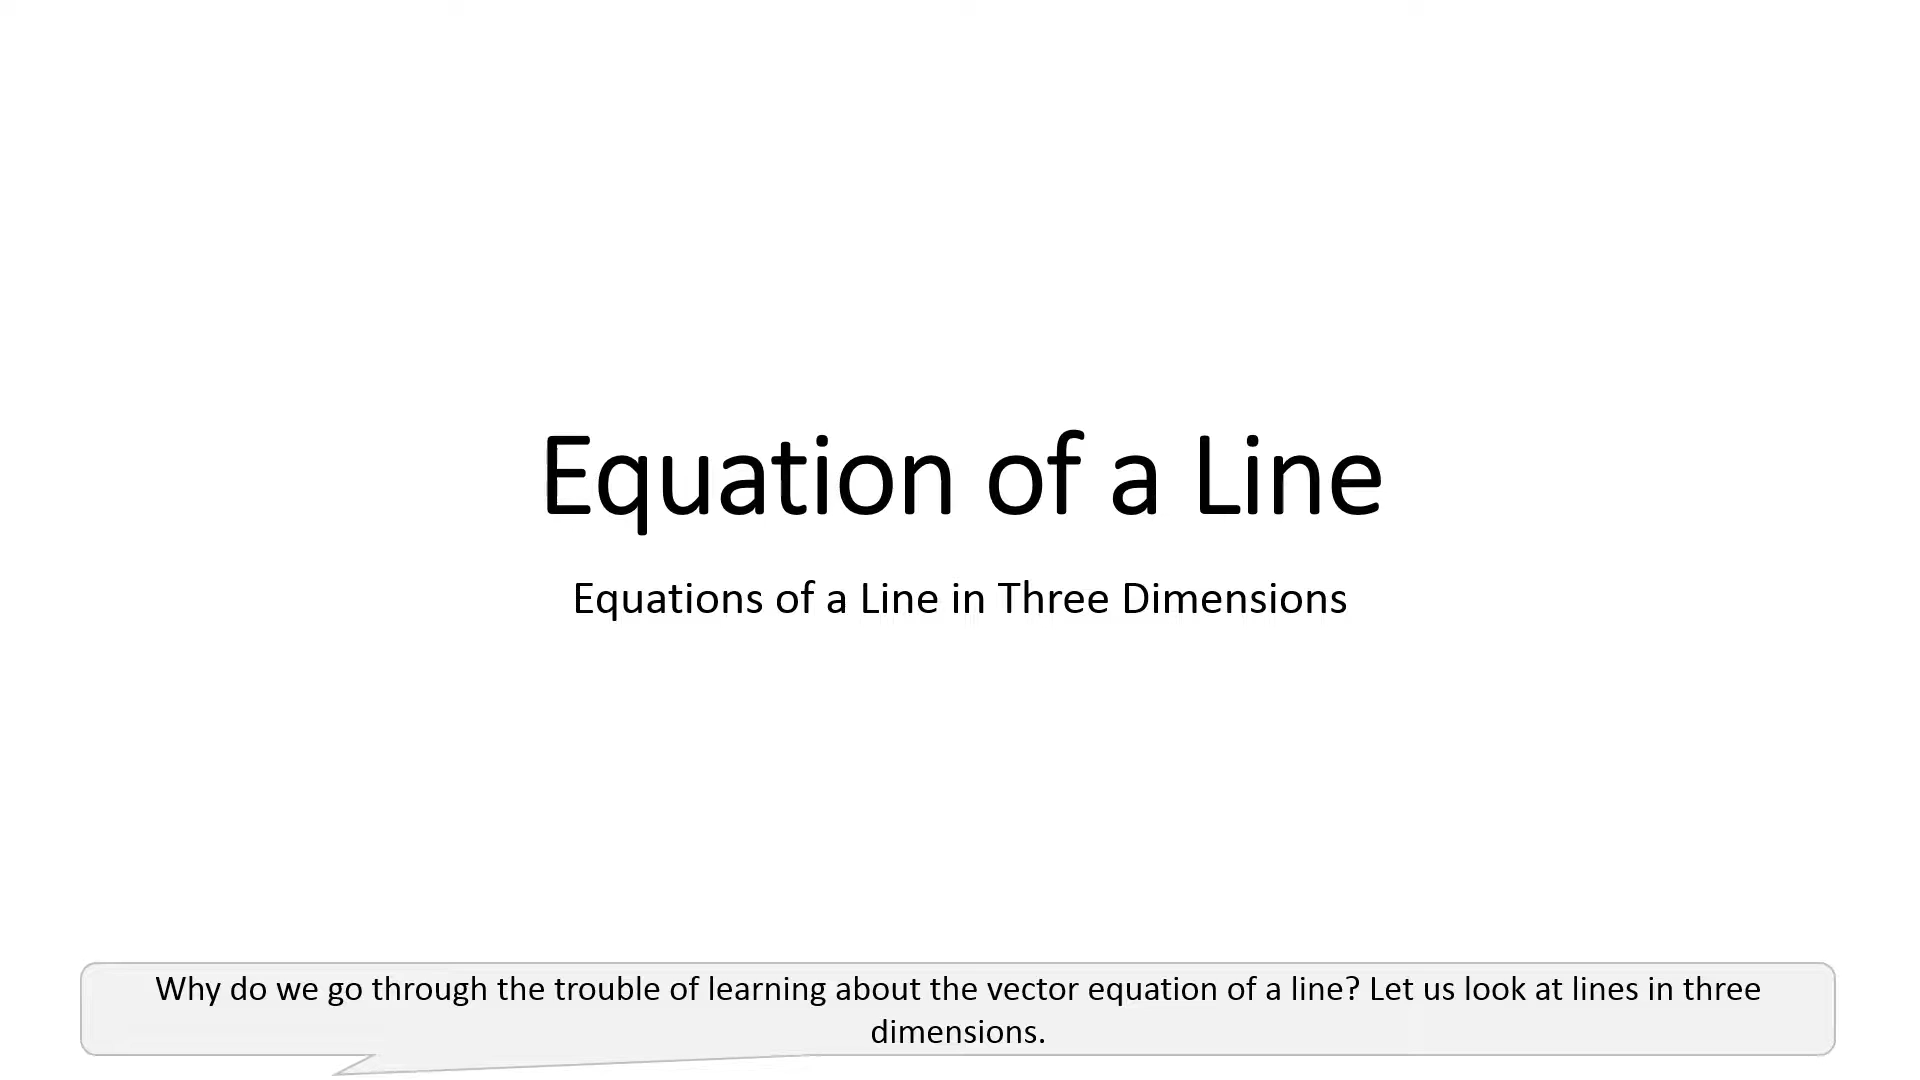 Equation of a Line
Equations of a Line in Three Dimensions
Why do we go through the trouble of learning about the vector equation of a line? Let us look at lines in three
dimensions.